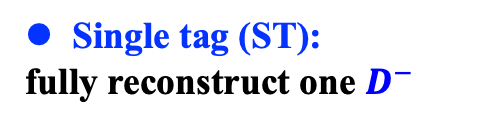 ● Single tag (ST):
fully reconstruct one D⁻